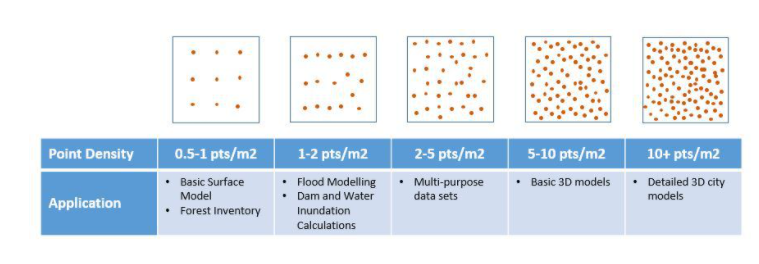 Point Density
0.5-1 pts/m2
1-2 pts/m2
2-5 pts/m2
5-10 pts/m2
10+ pts/m2
Application
• Basic Surface
Model
• Forest Inventory
• Flood Modelling
• Dam and Water
Inundation
Calculations
• Multi-purpose
data sets
• Basic 3D models
• Detailed 3D city
models